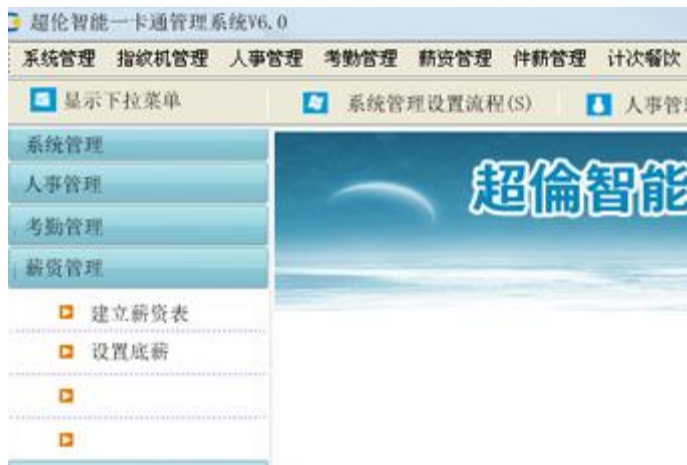 超伦智能一卡通管理系统V6.0
系统管理 指纹机管理 人事管理 考勤管理 薪资管理 件薪管理 计次餐饮
显示下拉菜单 系统管理设置流程(S) 人事管
系统管理
超倫智能
人事管理
考勤管理
薪资管理
建立薪资表
设置底薪